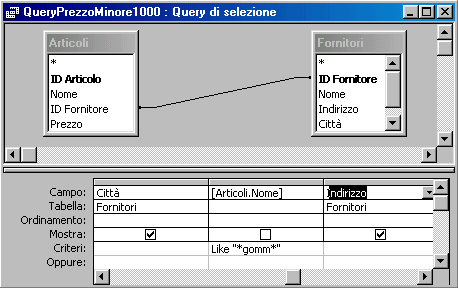 QueryPrezzoMinore1000 : Query di selezione
Articoli
*
ID Articolo
Nome
ID Fornitore
Prezzo
Fornitori
*
ID Fornitore
Nome
Indirizzo
Città
Campo: Città [Articoli.Nome] Indirizzo
Tabella: Fornitori Fornitori
Ordinamento:
Mostra:
Criteri: Like "*gomm*"
Oppure: